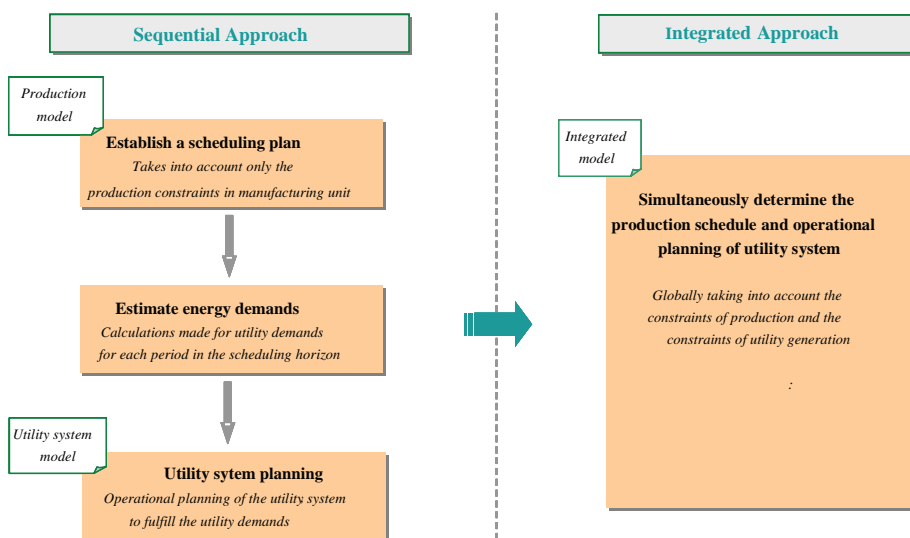 Sequential Approach
Production
model
Establish a scheduling plan
Takes into account only the
production constraints in manufacturing unit
Estimate energy demands
Calculations made for utility demands
for each period in the scheduling horizon
Utility system
model
Utility sytem planning
Operational planning of the utility system
to fulfill the utility demands
Integrated Approach
Integrated
model
Simultaneously determine the
production schedule and operational
planning of utility system
Globally taking into account the
constraints of production and the
constraints of utility generation
: